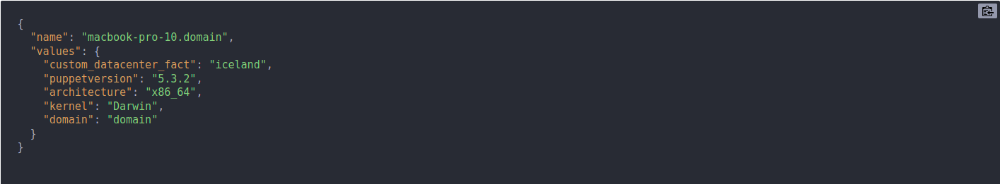 {
  "name": "macbook-pro-10.domain",
  "values": {
    "custom_datacenter_fact": "iceland",
    "puppetversion": "5.3.2",
    "architecture": "x86_64",
    "kernel": "Darwin",
    "domain": "domain"
  }
}